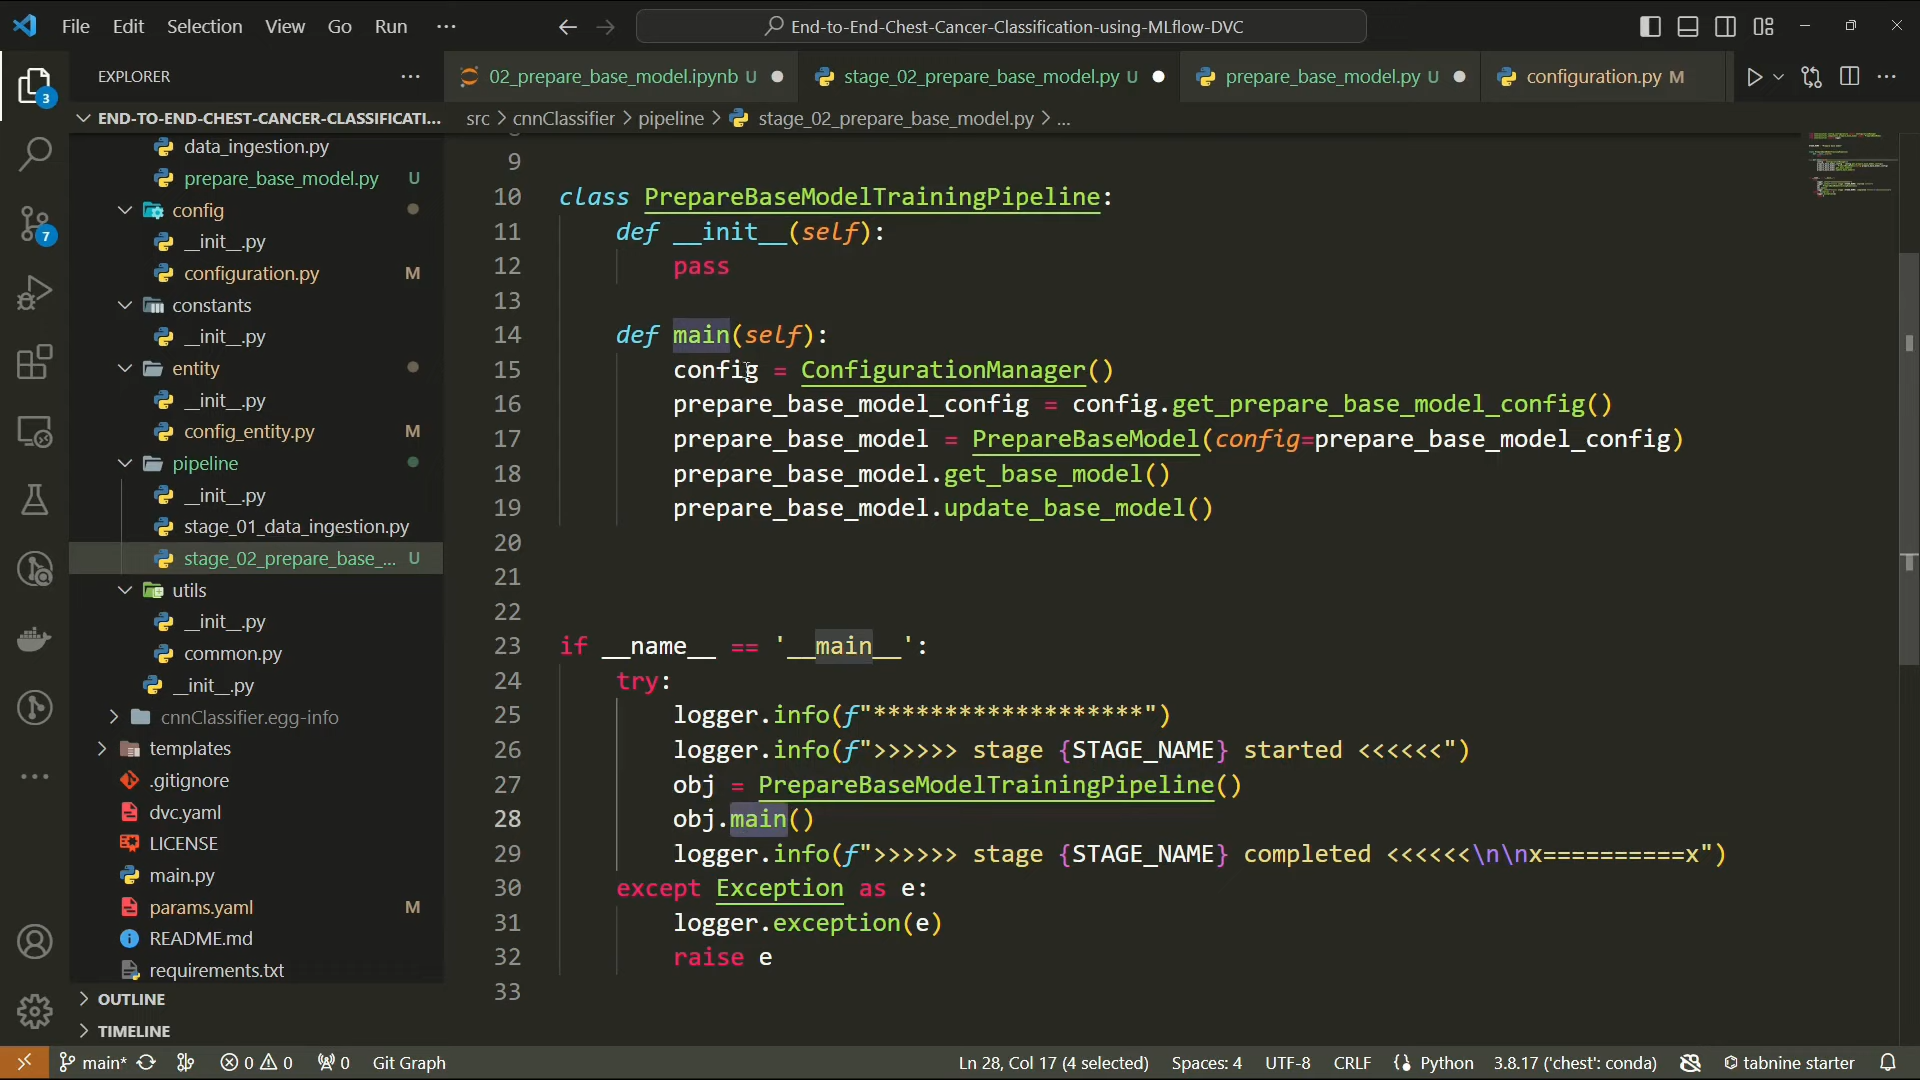 File Edit Selection View Go Run ···
End-to-End-Chest-Cancer-Classification-using-MLflow-DVC
EXPLORER
02_prepare_base_model.ipynb U
stage_02_prepare_base_model.py U
prepare_base_model.py U
configuration.py M
END-TO-END-CHEST-CANCER-CLASSIFICATI...
src > cnnClassifier > pipeline > stage_02_prepare_base_model.py > ...
3
7
data_ingestion.py
prepare_base_model.py U
config
__init__.py
configuration.py M
constants
__init__.py
entity
__init__.py
config_entity.py M
pipeline
__init__.py
stage_01_data_ingestion.py
stage_02_prepare_base_... U
utils
__init__.py
common.py
__init__.py
cnnClassifier.egg-info
templates
.gitignore
dvc.yaml
LICENSE
main.py
params.yaml M
README.md
requirements.txt
OUTLINE
TIMELINE
9
10 class PrepareBaseModelTrainingPipeline:
11 def __init__(self):
12 pass
13
14 def main(self):
15 config = ConfigurationManager()
16 prepare_base_model_config = config.get_prepare_base_model_config()
17 prepare_base_model = PrepareBaseModel(config=prepare_base_model_config)
18 prepare_base_model.get_base_model()
19 prepare_base_model.update_base_model()
20
21
22
23 if __name__ == '__main__':
24 try:
25 logger.info(f"*******************")
26 logger.info(f">>>>>> stage {STAGE_NAME} started <<<<<<")
27 obj = PrepareBaseModelTrainingPipeline()
28 obj.main()
29 logger.info(f">>>>>> stage {STAGE_NAME} completed <<<<<<\n\nx==========x")
30 except Exception as e:
31 logger.exception(e)
32 raise e
33
main* 0 0 0 Git Graph
Ln 28, Col 17 (4 selected) Spaces: 4 UTF-8 CRLF Python 3.8.17 ('chest': conda) tabnine starter